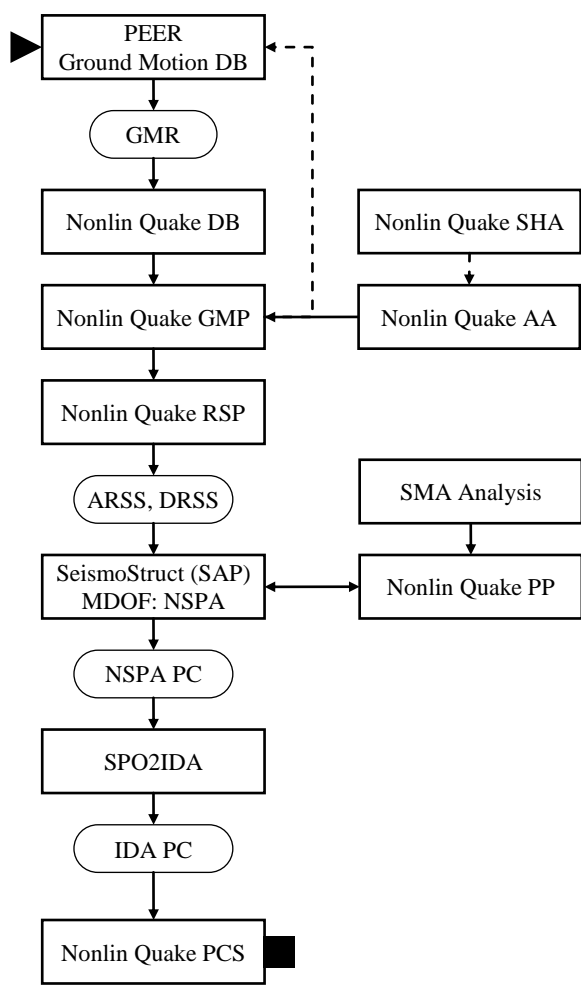 PEER
Ground Motion DB
GMR
Nonlin Quake DB
Nonlin Quake SHA
Nonlin Quake GMP
Nonlin Quake AA
Nonlin Quake RSP
ARSS, DRSS
SMA Analysis
SeismoStruct (SAP)
MDOF: NSPA
Nonlin Quake PP
NSPA PC
SPO2IDA
IDA PC
Nonlin Quake PCS